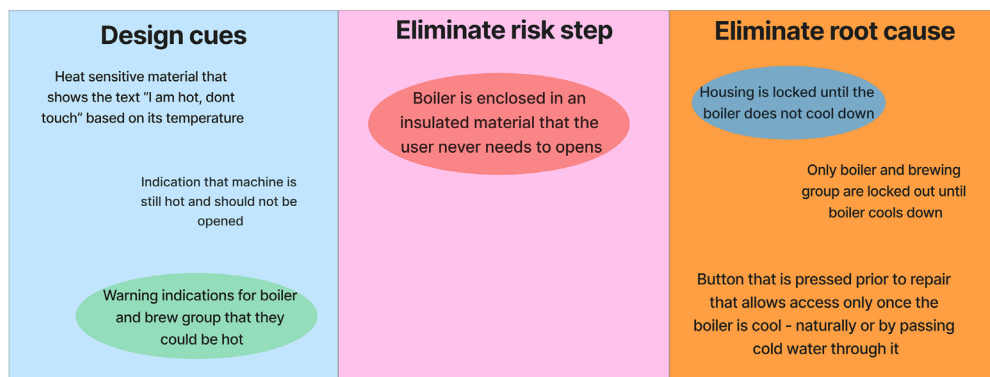 Design cues
Heat sensitive material that
shows the text “I am hot, dont
touch” based on its temperature
Indication that machine is
still hot and should not be
opened
Warning indications for boiler
and brew group that they
could be hot
Eliminate risk step
Boiler is enclosed in an
insulated material that the
user never needs to opens
Eliminate root cause
Housing is locked until the
boiler does not cool down
Only boiler and brewing
group are locked out until
boiler cools down
Button that is pressed prior to repair
that allows access only once the
boiler is cool - naturally or by passing
cold water through it